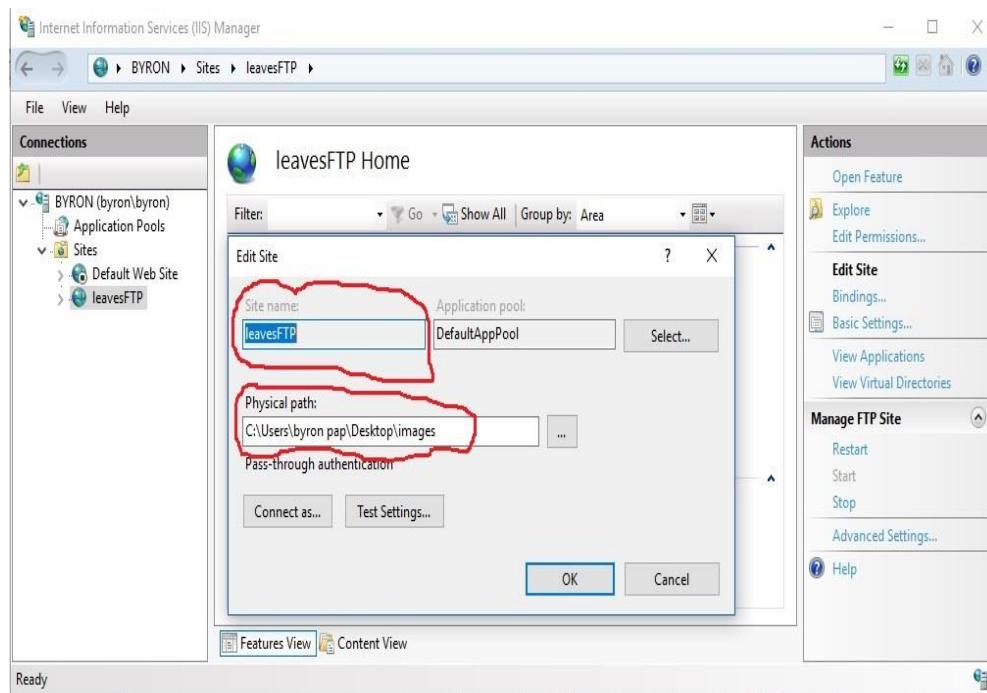 Internet Information Services (IIS) Manager
BYRON Sites leavesFTP
File View Help
Connections
BYRON (byron\byron)
Application Pools
Sites
Default Web Site
leavesFTP
leavesFTP Home
Filter: Go Show All Group by: Area
Edit Site ? X
Site name: Application pool:
leavesFTP DefaultAppPool Select...
Physical path:
C:\Users\byron pap\Desktop\images ...
Pass-through authentication
Connect as... Test Settings...
OK Cancel
Features View Content View
Actions
Open Feature
Explore
Edit Permissions...
Edit Site
Bindings...
Basic Settings...
View Applications
View Virtual Directories
Manage FTP Site
Restart
Start
Stop
Advanced Settings...
Help
Ready